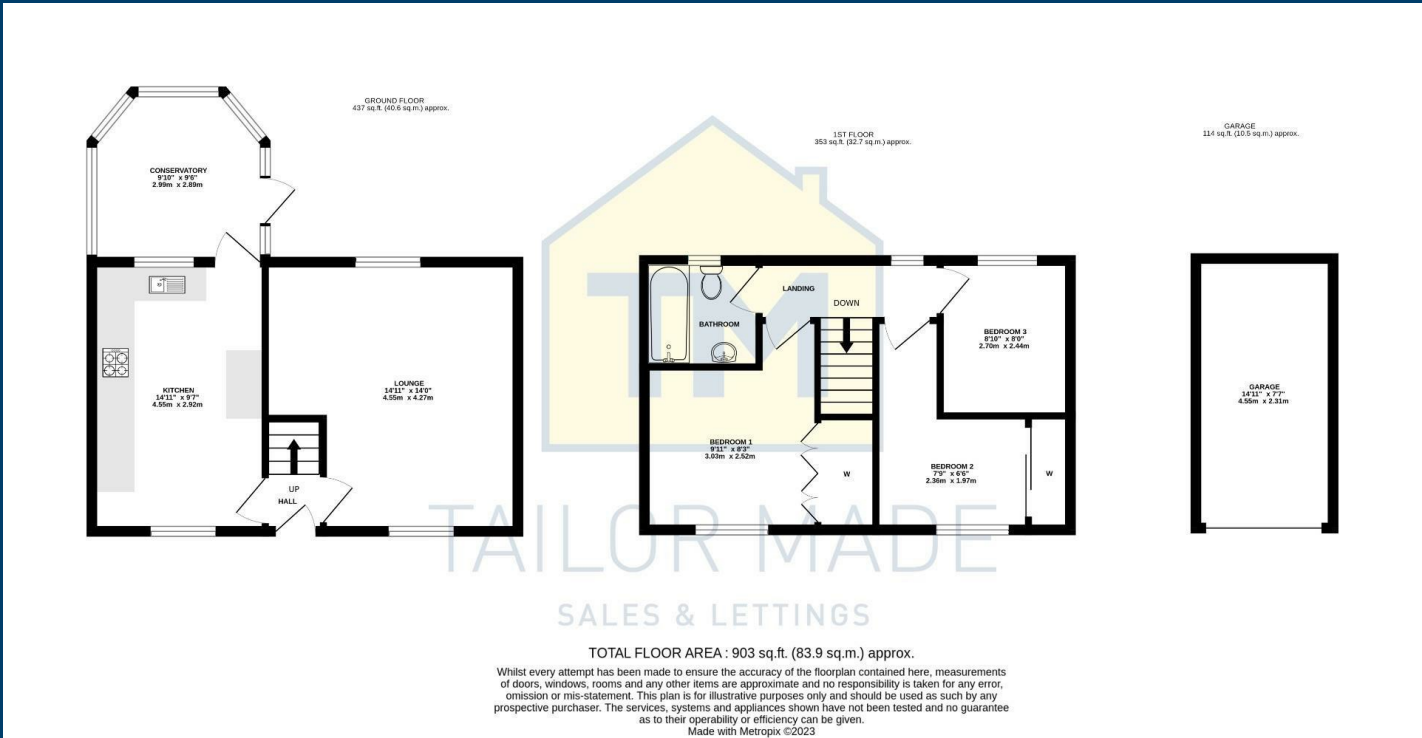 GROUND FLOOR
437 sq.ft. (40.6 sq.m.) approx.
1ST FLOOR
353 sq.ft. (32.7 sq.m.) approx.
GARAGE
114 sq.ft. (10.5 sq.m.) approx.
CONSERVATORY
9'10" x 9'6"
2.99m x 2.89m
KITCHEN
14'11" x 9'7"
4.55m x 2.92m
LOUNGE
14'11" x 14'0"
4.55m x 4.27m
UP
HALL
BATHROOM
LANDING
DOWN
BEDROOM 3
8'10" x 8'0"
2.70m x 2.44m
BEDROOM 1
9'11" x 8'3"
3.03m x 2.52m
W
BEDROOM 2
7'9" x 6'6"
2.36m x 1.97m
W
GARAGE
14'11" x 7'7"
4.55m x 2.31m
TM
TAILOR MADE
SALES & LETTINGS
TOTAL FLOOR AREA : 903 sq.ft. (83.9 sq.m.) approx.
Whilst every attempt has been made to ensure the accuracy of the floorplan contained here, measurements
of doors, windows, rooms and any other items are approximate and no responsibility is taken for any error,
omission or mis-statement. This plan is for illustrative purposes only and should be used as such by any
prospective purchaser. The services, systems and appliances shown have not been tested and no guarantee
as to their operability or efficiency can be given.
Made with Metropix ©2023